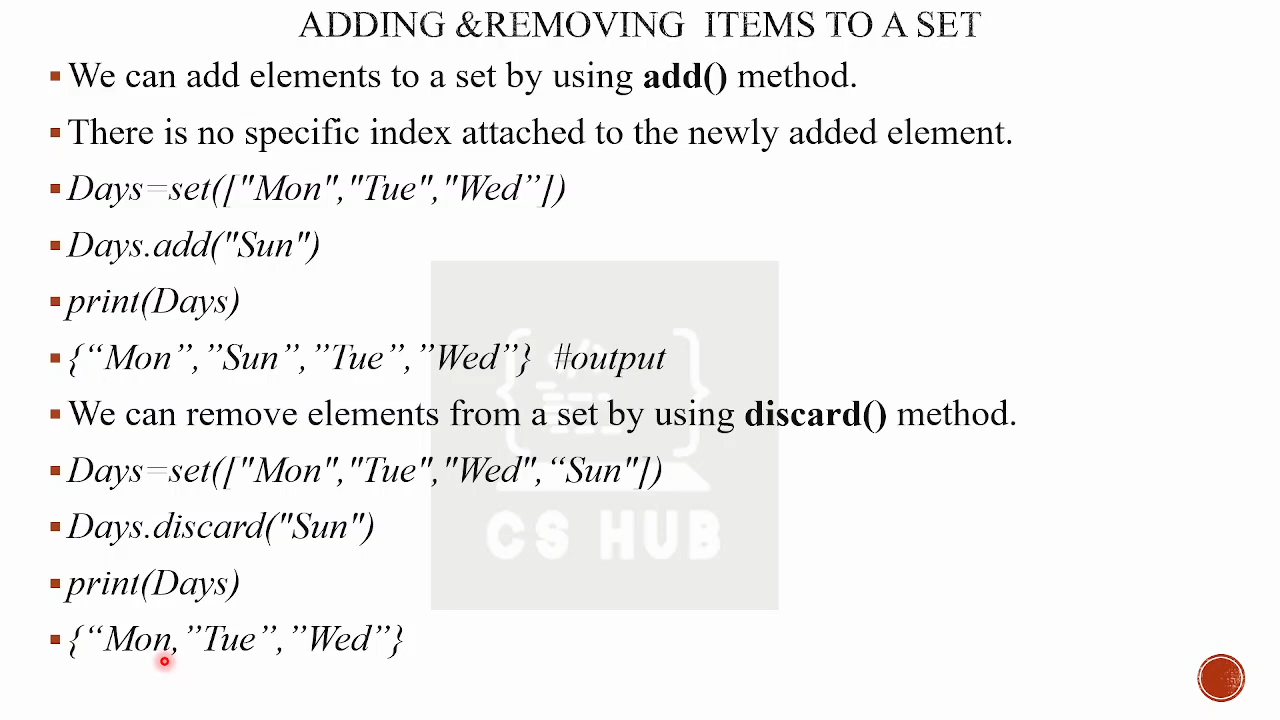 ADDING &REMOVING ITEMS TO A SET
▪ We can add elements to a set by using add() method.
▪ There is no specific index attached to the newly added element.
▪ Days=set(["Mon","Tue","Wed”])
▪ Days.add("Sun")
▪ print(Days)
▪ {“Mon”,”Sun”,”Tue”,”Wed”} #output
▪ We can remove elements from a set by using discard() method.
▪ Days=set(["Mon","Tue","Wed",“Sun"])
▪ Days.discard("Sun")
▪ print(Days)
▪ {“Mon,”Tue”,”Wed”}
CS HUB